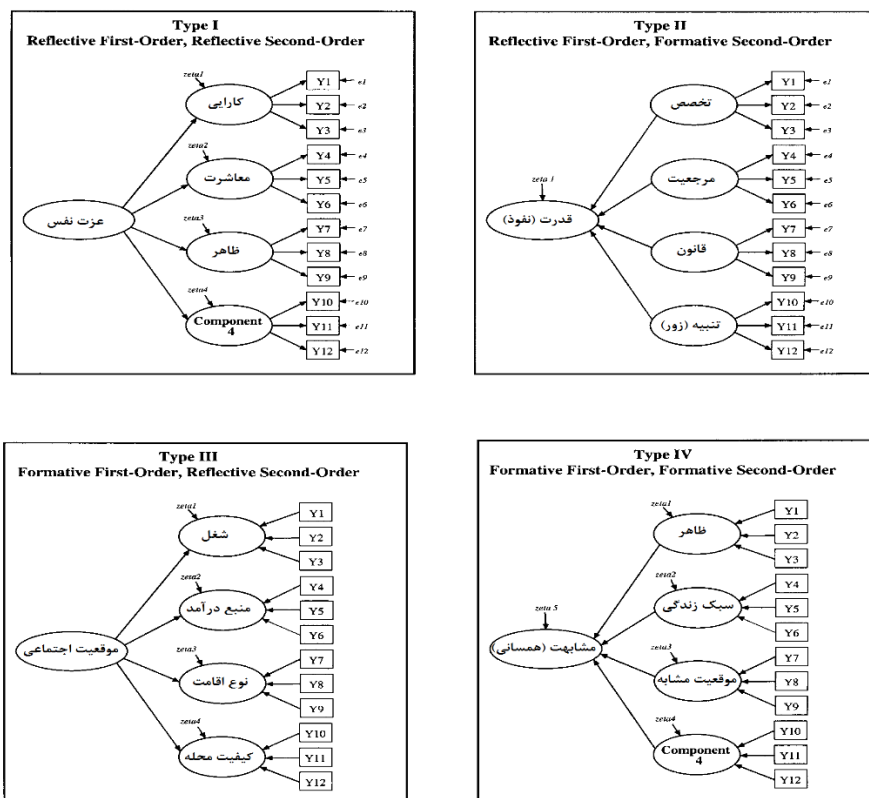 Type I
Reflective First-Order, Reflective Second-Order
zeta1
کارایی
Y1
e1
Y2
e2
Y3
e3
zeta2
معاشرت
Y4
e4
Y5
e5
Y6
e6
عزت نفس
zeta3
ظاهر
Y7
e7
Y8
e8
Y9
e9
zeta4
Component
4
Y10
e10
Y11
e11
Y12
e12
Type II
Reflective First-Order, Formative Second-Order
تخصص
Y1
e1
Y2
e2
Y3
e3
مرجعیت
Y4
e4
Y5
e5
Y6
e6
zeta 1
قدرت (نفوذ)
قانون
Y7
e7
Y8
e8
Y9
e9
تنبیه (زور)
Y10
e10
Y11
e11
Y12
e12
Type III
Formative First-Order, Reflective Second-Order
zeta1
شغل
Y1
Y2
Y3
zeta2
منبع درآمد
Y4
Y5
Y6
موقعیت اجتماعی
zeta3
نوع اقامت
Y7
Y8
Y9
zeta4
کیفیت محله
Y10
Y11
Y12
Type IV
Formative First-Order, Formative Second-Order
zeta1
ظاهر
Y1
Y2
Y3
zeta2
سبک زندگی
Y4
Y5
Y6
zeta 5
مشابهت (همسانی)
zeta3
موقعیت مشابه
Y7
Y8
Y9
zeta4
Component
4
Y10
Y11
Y12